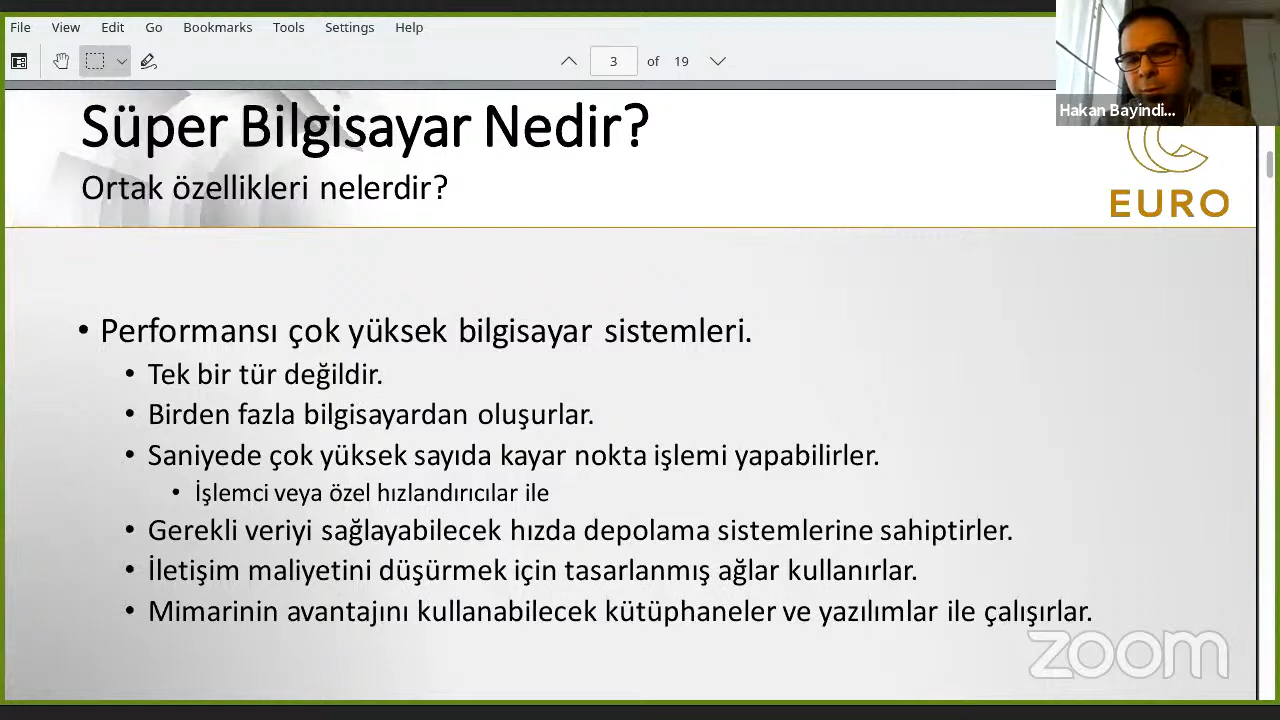 File View Edit Go Bookmarks Tools Settings Help
3 of 19
Hakan Bayindi...
Süper Bilgisayar Nedir?
Ortak özellikleri nelerdir?
EURO
• Performansı çok yüksek bilgisayar sistemleri.
• Tek bir tür değildir.
• Birden fazla bilgisayardan oluşurlar.
• Saniyede çok yüksek sayıda kayar nokta işlemi yapabilirler.
• İşlemci veya özel hızlandırıcılar ile
• Gerekli veriyi sağlayabilecek hızda depolama sistemlerine sahiptirler.
• İletişim maliyetini düşürmek için tasarlanmış ağlar kullanırlar.
• Mimarinin avantajını kullanabilecek kütüphaneler ve yazılımlar ile çalışırlar.
zoom